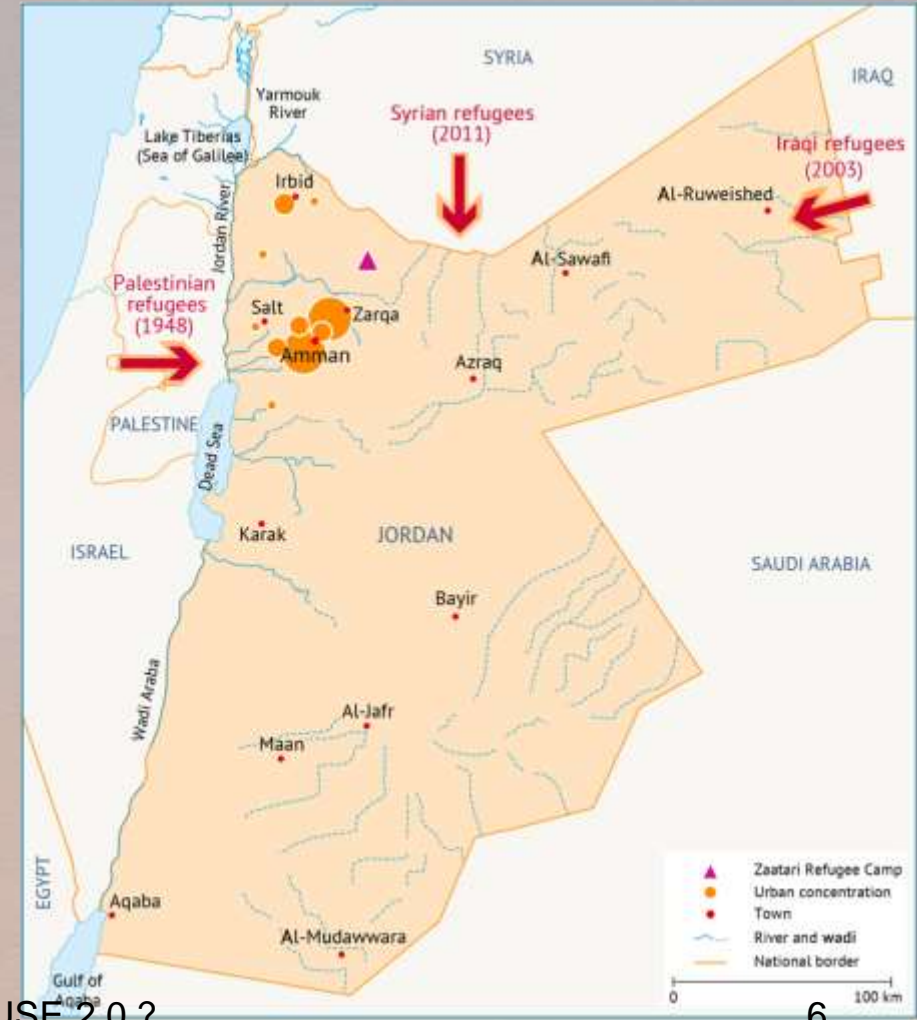 SYRIA
IRAQ
Yarmouk
River
Lake Tiberias
(Sea of Galilee)
Syrian refugees
(2011)
Iraqi refugees
(2003)
Irbid
Al-Ruweished
Jordan River
Al-Sawafi
Palestinian
refugees
(1948)
Salt
Zarqa
Amman
Azraq
PALESTINE
Dead Sea
Karak
JORDAN
ISRAEL
SAUDI ARABIA
Bayir
Wadi Araba
Al-Jafr
Maan
EGYPT
Aqaba
Al-Mudawwara
Gulf of
Aqaba
Zaatari Refugee Camp
Urban concentration
Town
River and wadi
National border
0 100 km
ISE 2.0 ?
6